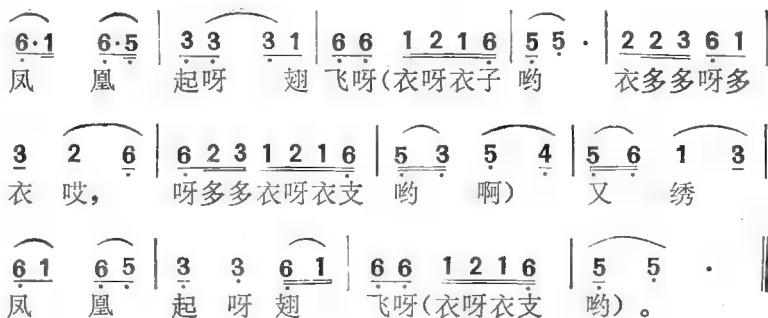 6·1 6·5 | 3 3 3 1 | 6 6 1 2 1 6 | 5 5 · | 2 2 3 6 1
凤 凰 起呀 翅 飞呀(衣呀衣子 哟 衣多多呀多
3 2 6 | 6 2 3 1 2 1 6 | 5 3 5 4 | 5 6 1 3
衣 哎, 呀多多衣呀衣支 哟 啊) 又 绣
6 1 6 5 | 3 3 6 1 | 6 6 1 2 1 6 | 5 5 · ‖
凤 凰 起 呀 翅 飞呀(衣呀衣支 哟)。